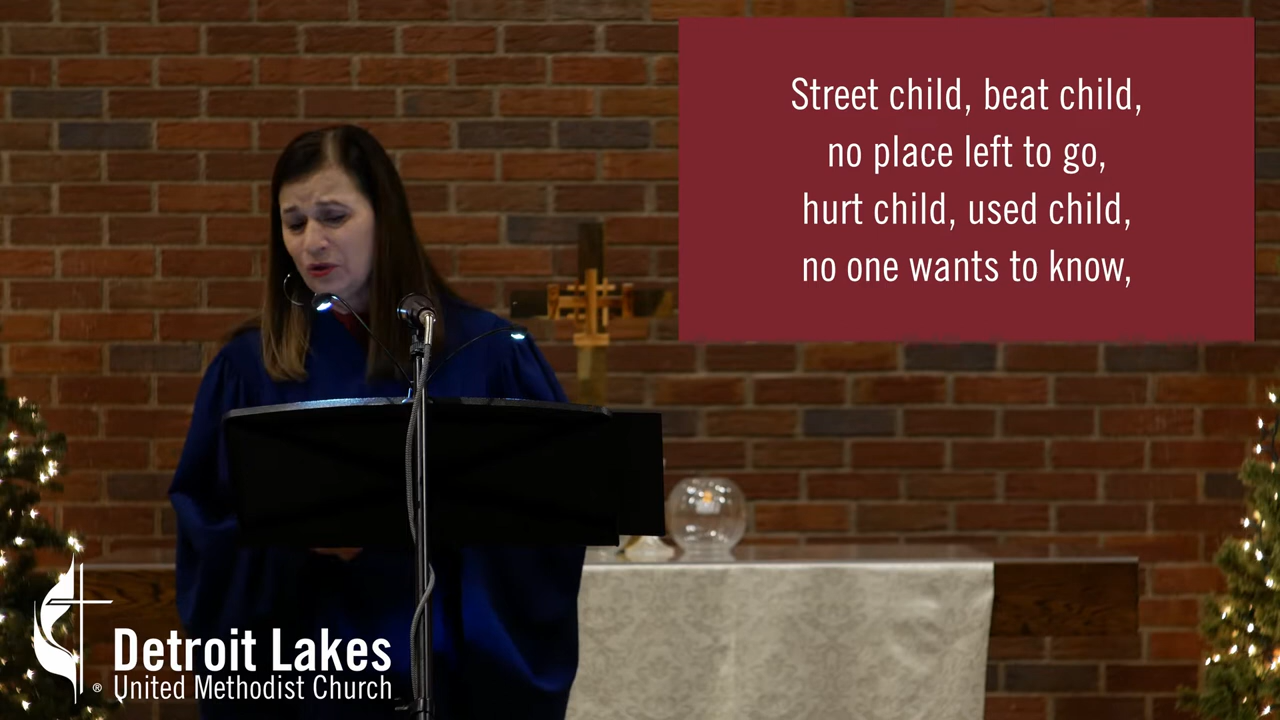 Street child, beat child,
no place left to go,
hurt child, used child,
no one wants to know,
Detroit Lakes
® United Methodist Church